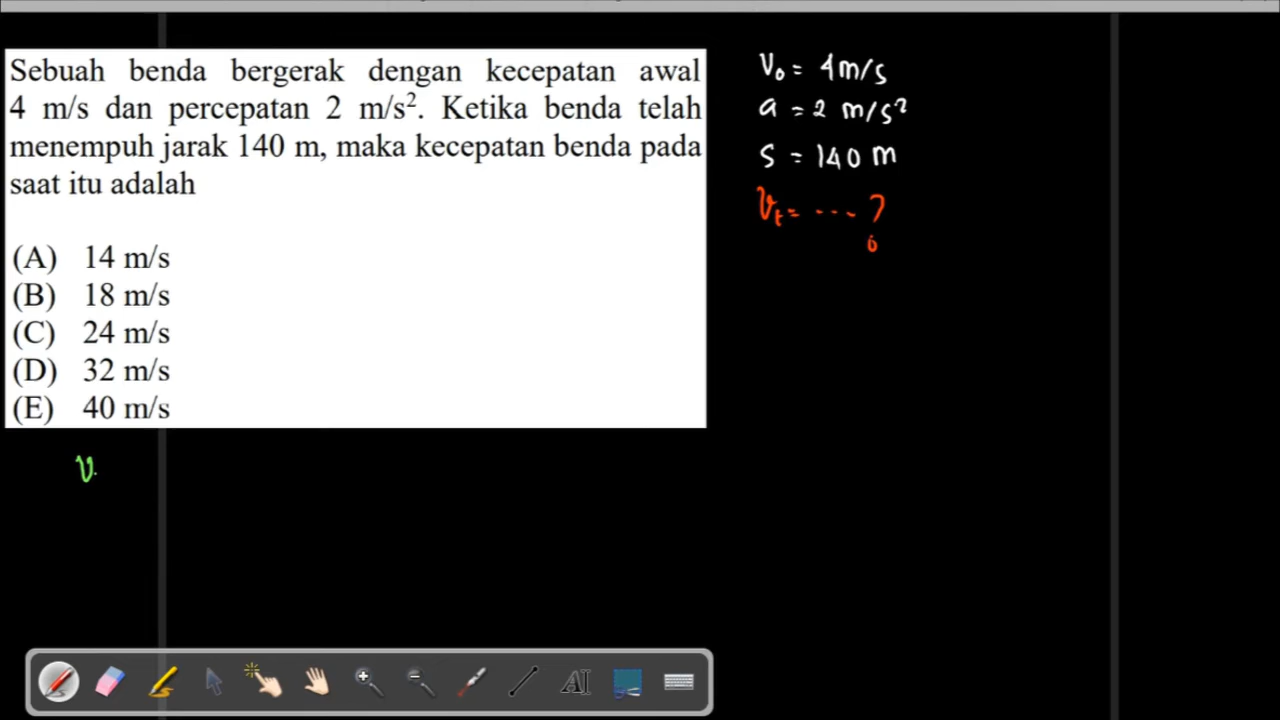 Sebuah benda bergerak dengan kecepatan awal
4 m/s dan percepatan 2 m/s². Ketika benda telah
menempuh jarak 140 m, maka kecepatan benda pada
saat itu adalah
(A) 14 m/s
(B) 18 m/s
(C) 24 m/s
(D) 32 m/s
(E) 40 m/s
V₀ = 4 m/s
a = 2 m/s²
S = 140 m
Vₜ = .... ?
V
AI